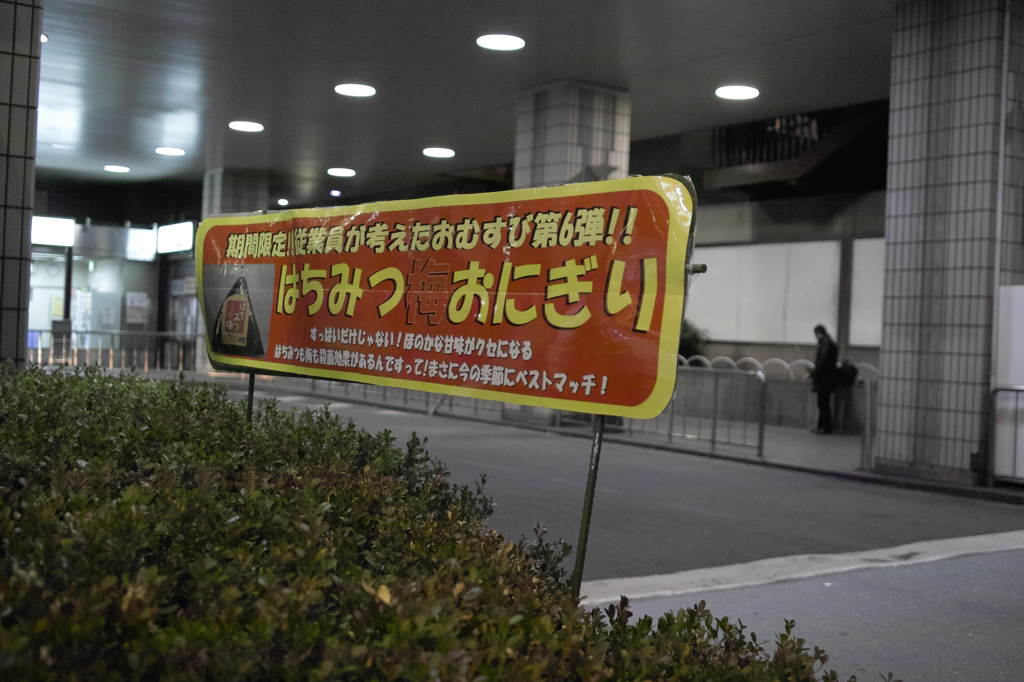 期間限定!!従業員が考えたおむすび第6弾!!
はちみつ梅おにぎり
すっぱいだけじゃない!ほのかな甘味がクセになる
はちみつも梅も殺菌効果があるんですって!まさに今の季節にベストマッチ!